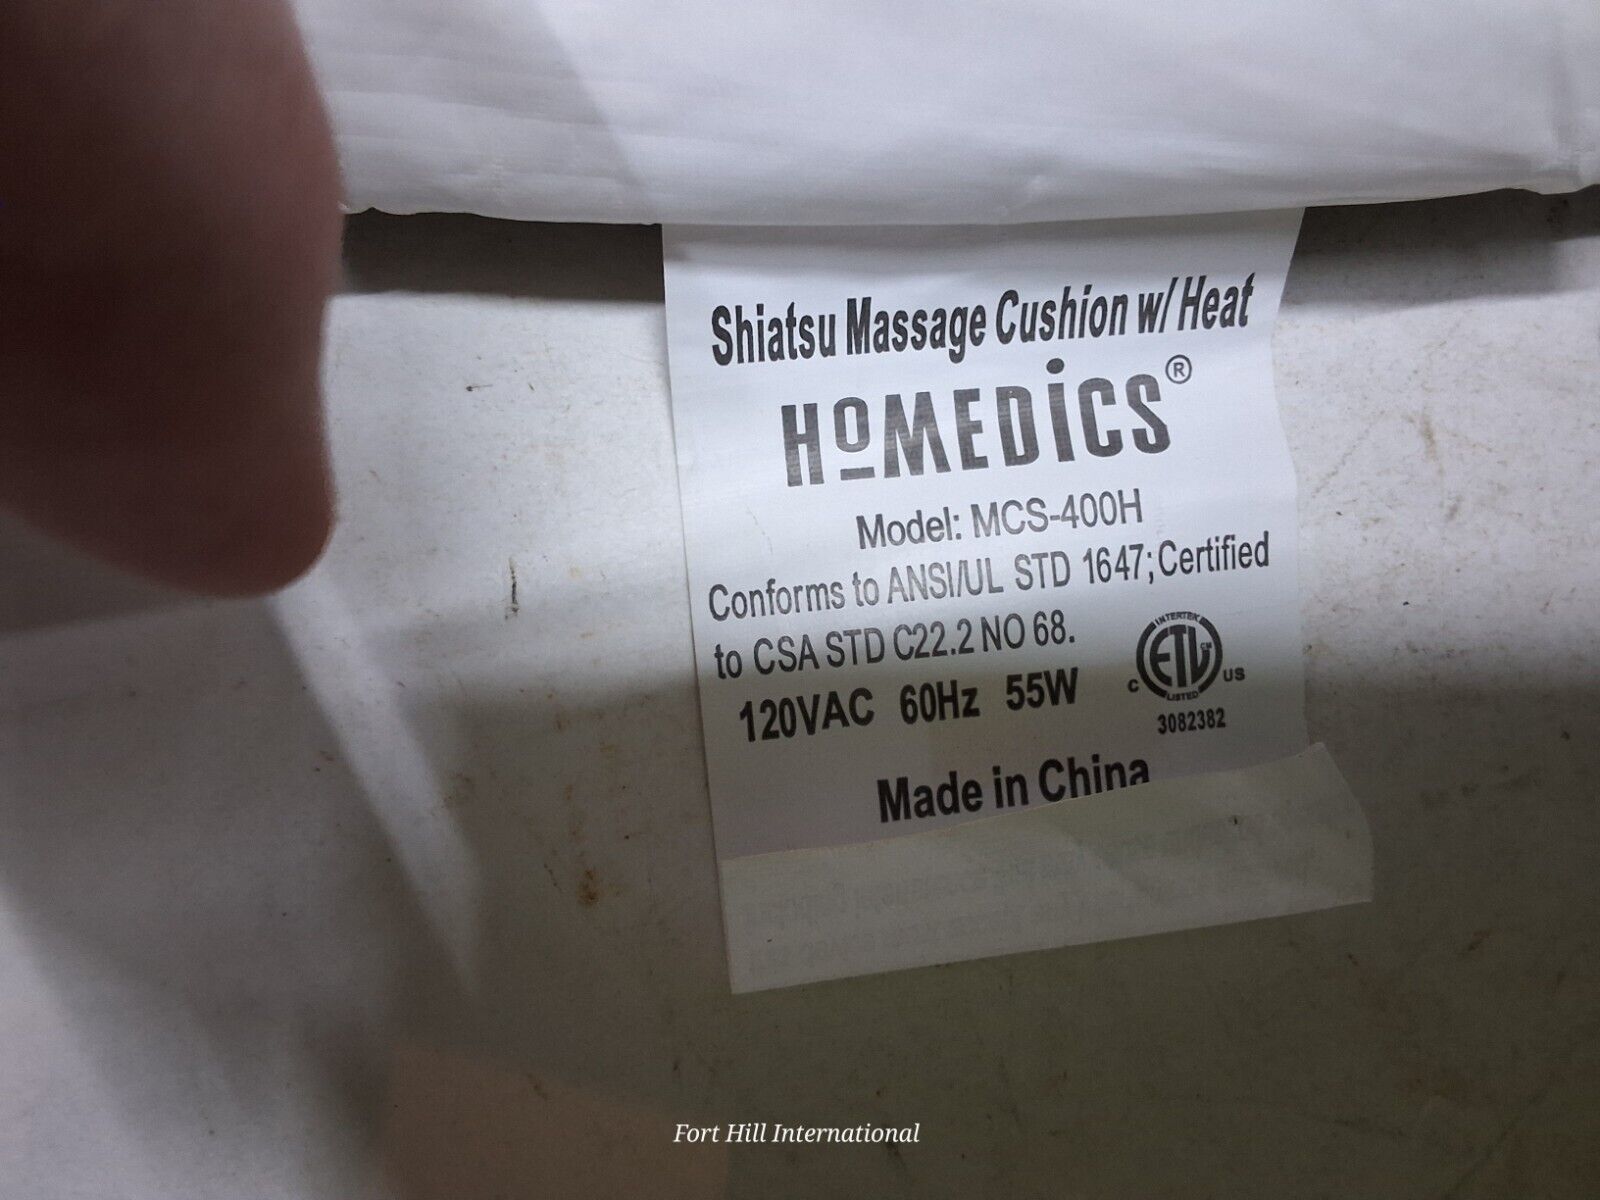 Shiatsu Massage Cushion w/ Heat
HOMEDICS®
Model: MCS-400H
Conforms to ANSI/UL STD 1647; Certified
to CSA STD C22.2 NO 68.
120VAC 60Hz 55W
INTERTEK
C ETL CM US
LISTED
3082382
Made in China
Fort Hill International